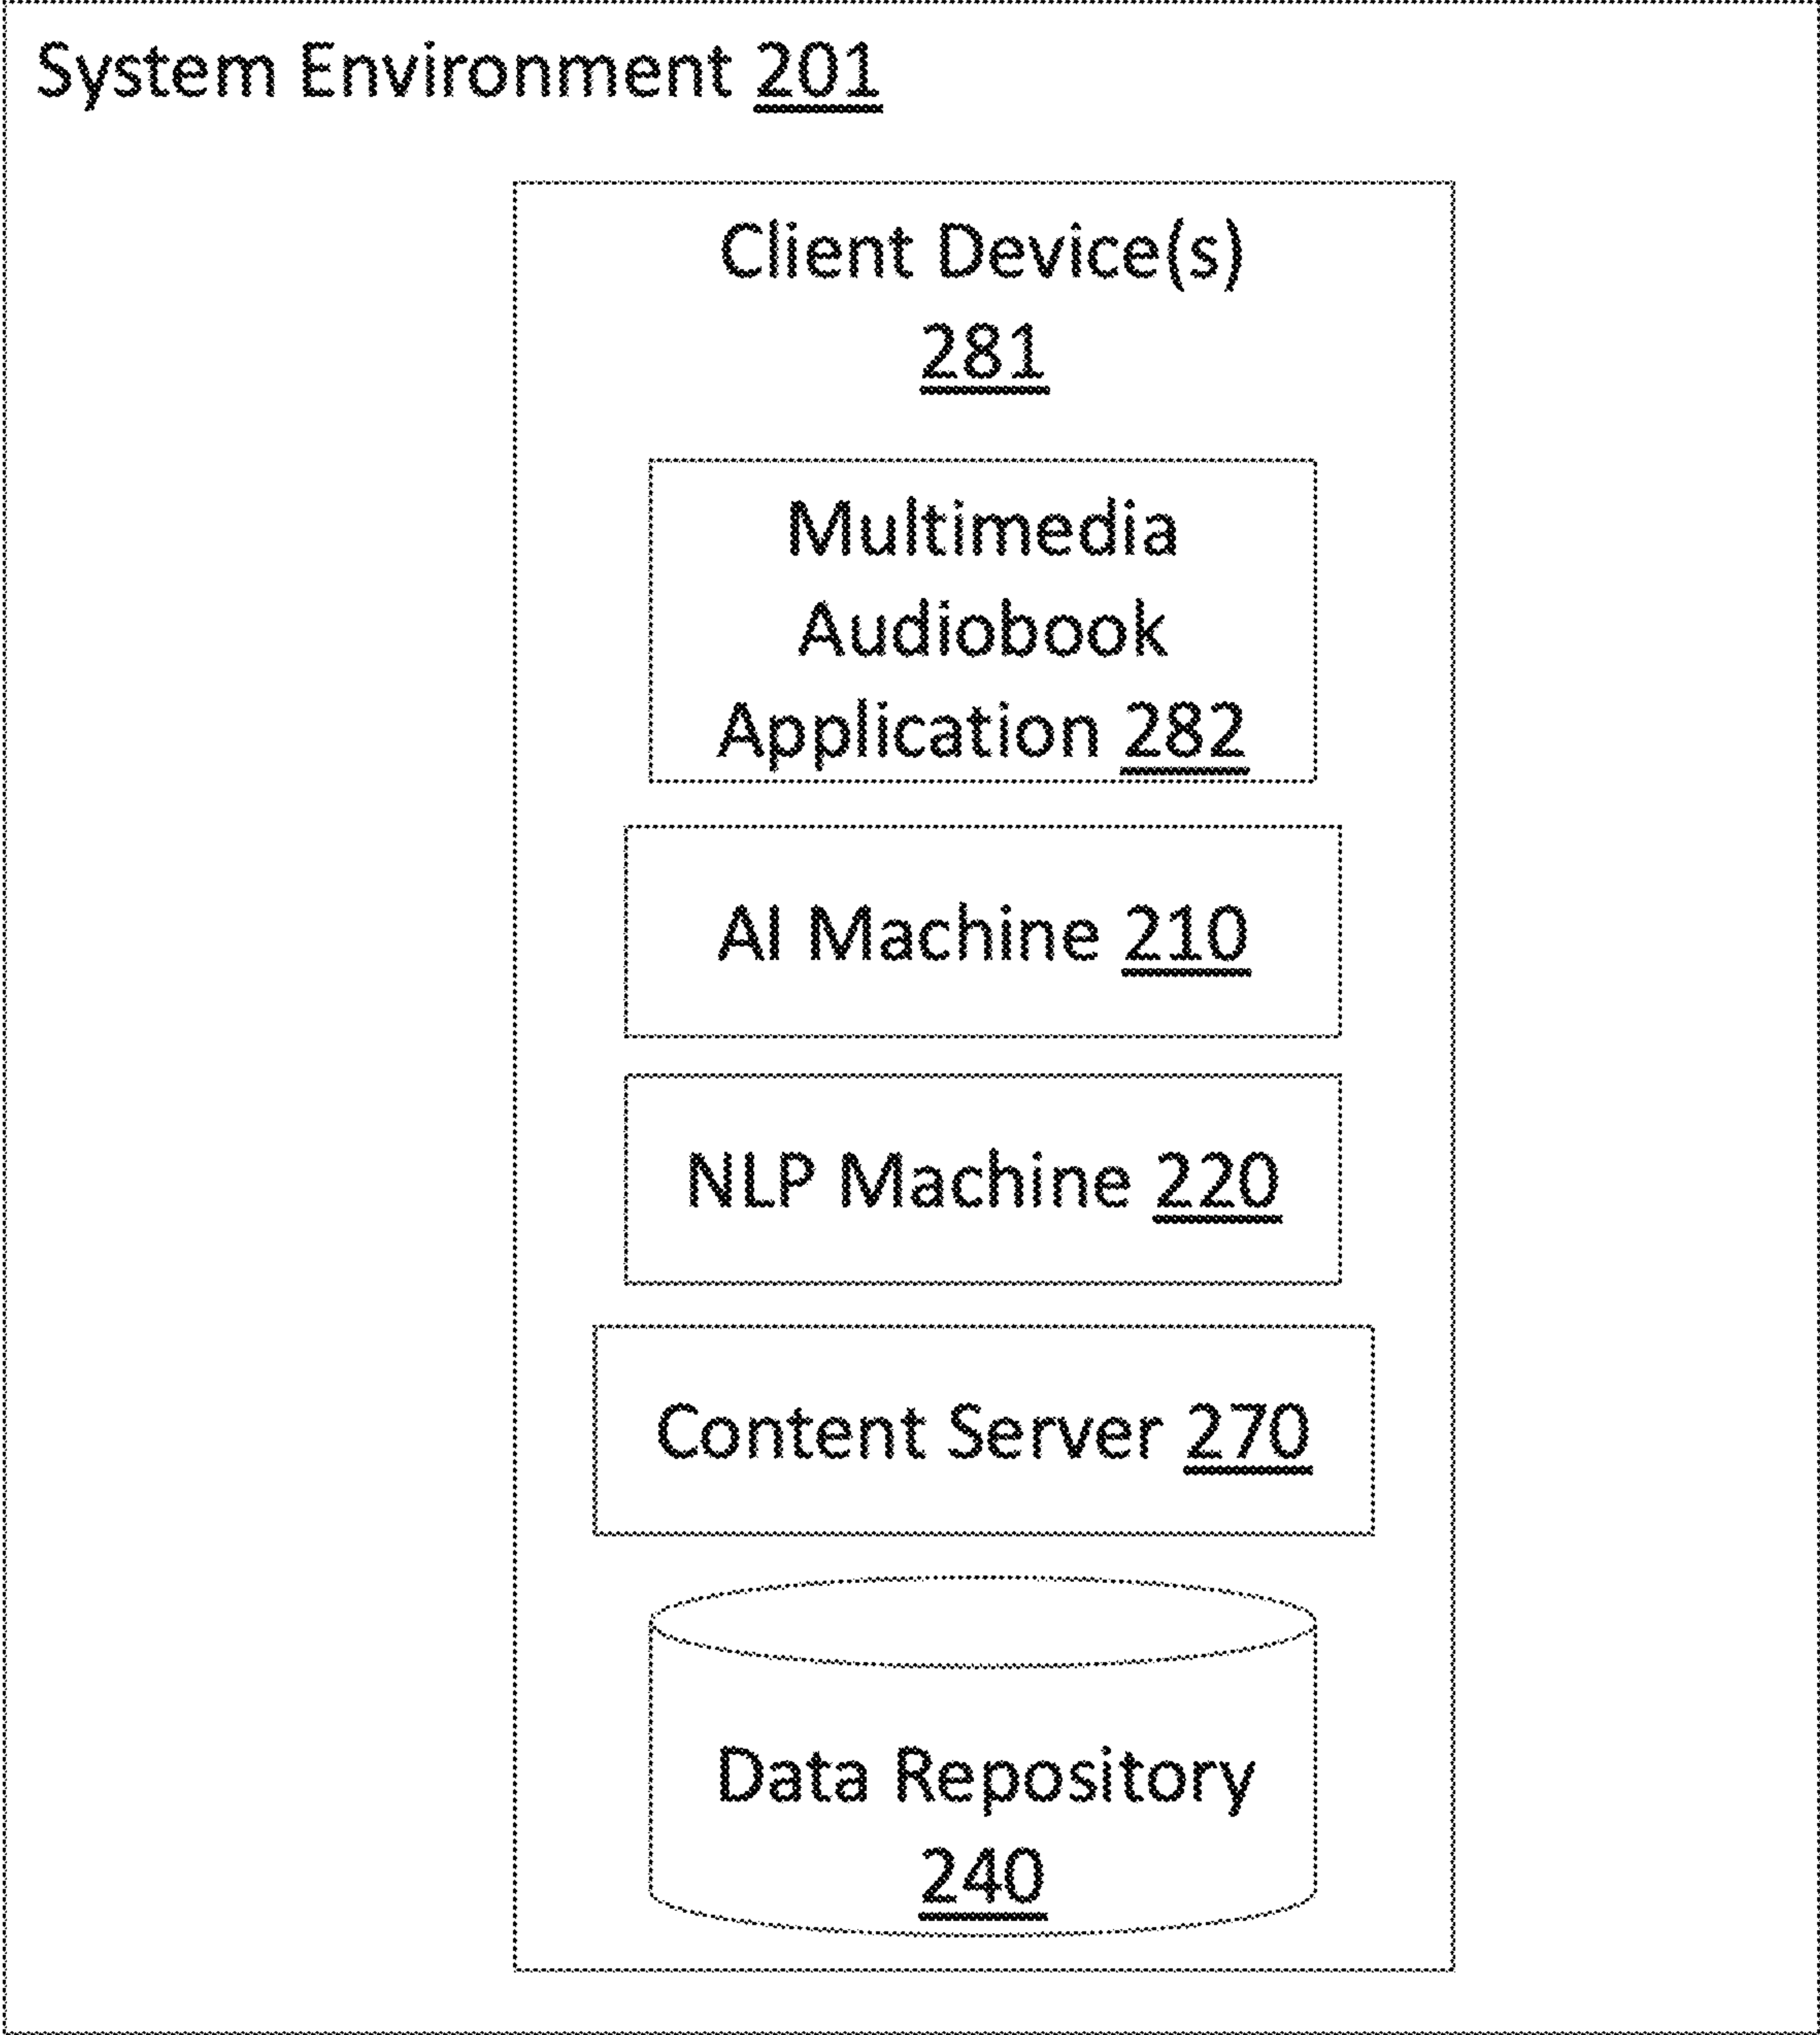 System Environment 201
Client Device(s)
281
Multimedia
Audiobook
Application 282
AI Machine 210
NLP Machine 220
Content Server 270
Data Repository
240